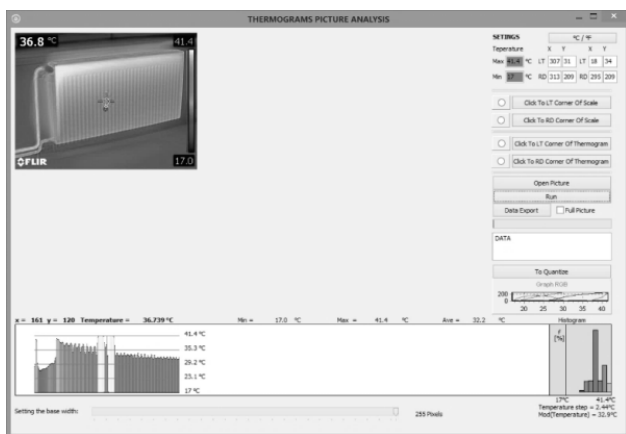 THERMOGRAMS PICTURE ANALYSIS
36.8 °C
41.4
17.0
FLIR
SETINGS
°C / °F
Teperature X Y X Y
Max 41.4 °C LT 307 31 LT 18 34
Min 17 °C RD 313 209 RD 295 209
Click To LT Corner Of Scale
Click To RD Corner Of Scale
Click To LT Corner Of Thermogram
Click To RD Corner Of Thermogram
Open Picture
Run
Data Export Full Picture
DATA
To Quantize
Graph RGB
200
0
20 25 30 35 40
x = 161 y = 120 Temperature = 36.739 °C Min = 17.0 °C Max = 41.4 °C Ave = 32.2 °C Histogram
41.4 °C
35.3 °C
29.2 °C
23.1 °C
17 °C
f
[%]
17°C 41.4°C
Temperature step = 2.44°C
Mod[Temperature] = 32.9°C
Setting the base width: 255 Pixels